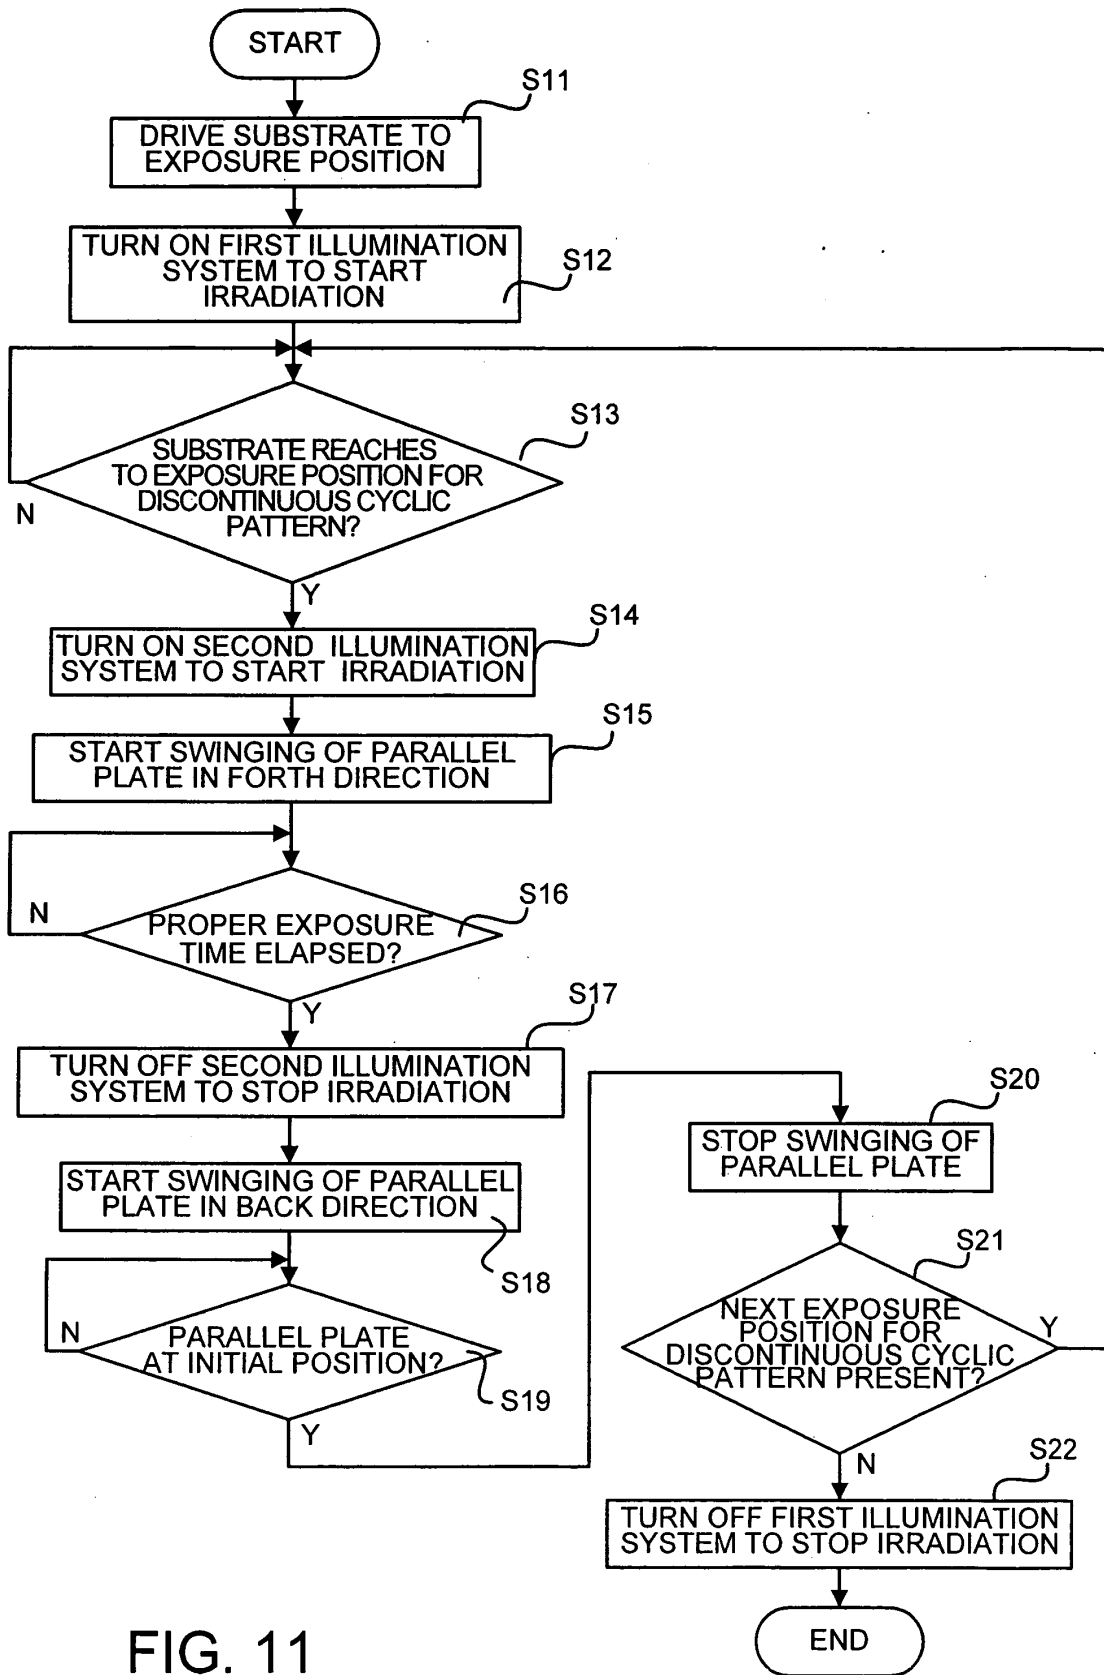 START
S11
DRIVE SUBSTRATE TO
EXPOSURE POSITION
TURN ON FIRST ILLUMINATION
SYSTEM TO START
IRRADIATION
S12
S13
SUBSTRATE REACHES
TO EXPOSURE POSITION FOR
DISCONTINUOUS CYCLIC
PATTERN?
N
Y
S14
TURN ON SECOND ILLUMINATION
SYSTEM TO START IRRADIATION
S15
START SWINGING OF PARALLEL
PLATE IN FORTH DIRECTION
S16
N
PROPER EXPOSURE
TIME ELAPSED?
Y
S17
TURN OFF SECOND ILLUMINATION
SYSTEM TO STOP IRRADIATION
START SWINGING OF PARALLEL
PLATE IN BACK DIRECTION
S18
N
PARALLEL PLATE
AT INITIAL POSITION?
S19
Y
S20
STOP SWINGING OF
PARALLEL PLATE
S21
NEXT EXPOSURE
POSITION FOR
DISCONTINUOUS CYCLIC
PATTERN PRESENT?
Y
N
S22
TURN OFF FIRST ILLUMINATION
SYSTEM TO STOP IRRADIATION
END
FIG. 11